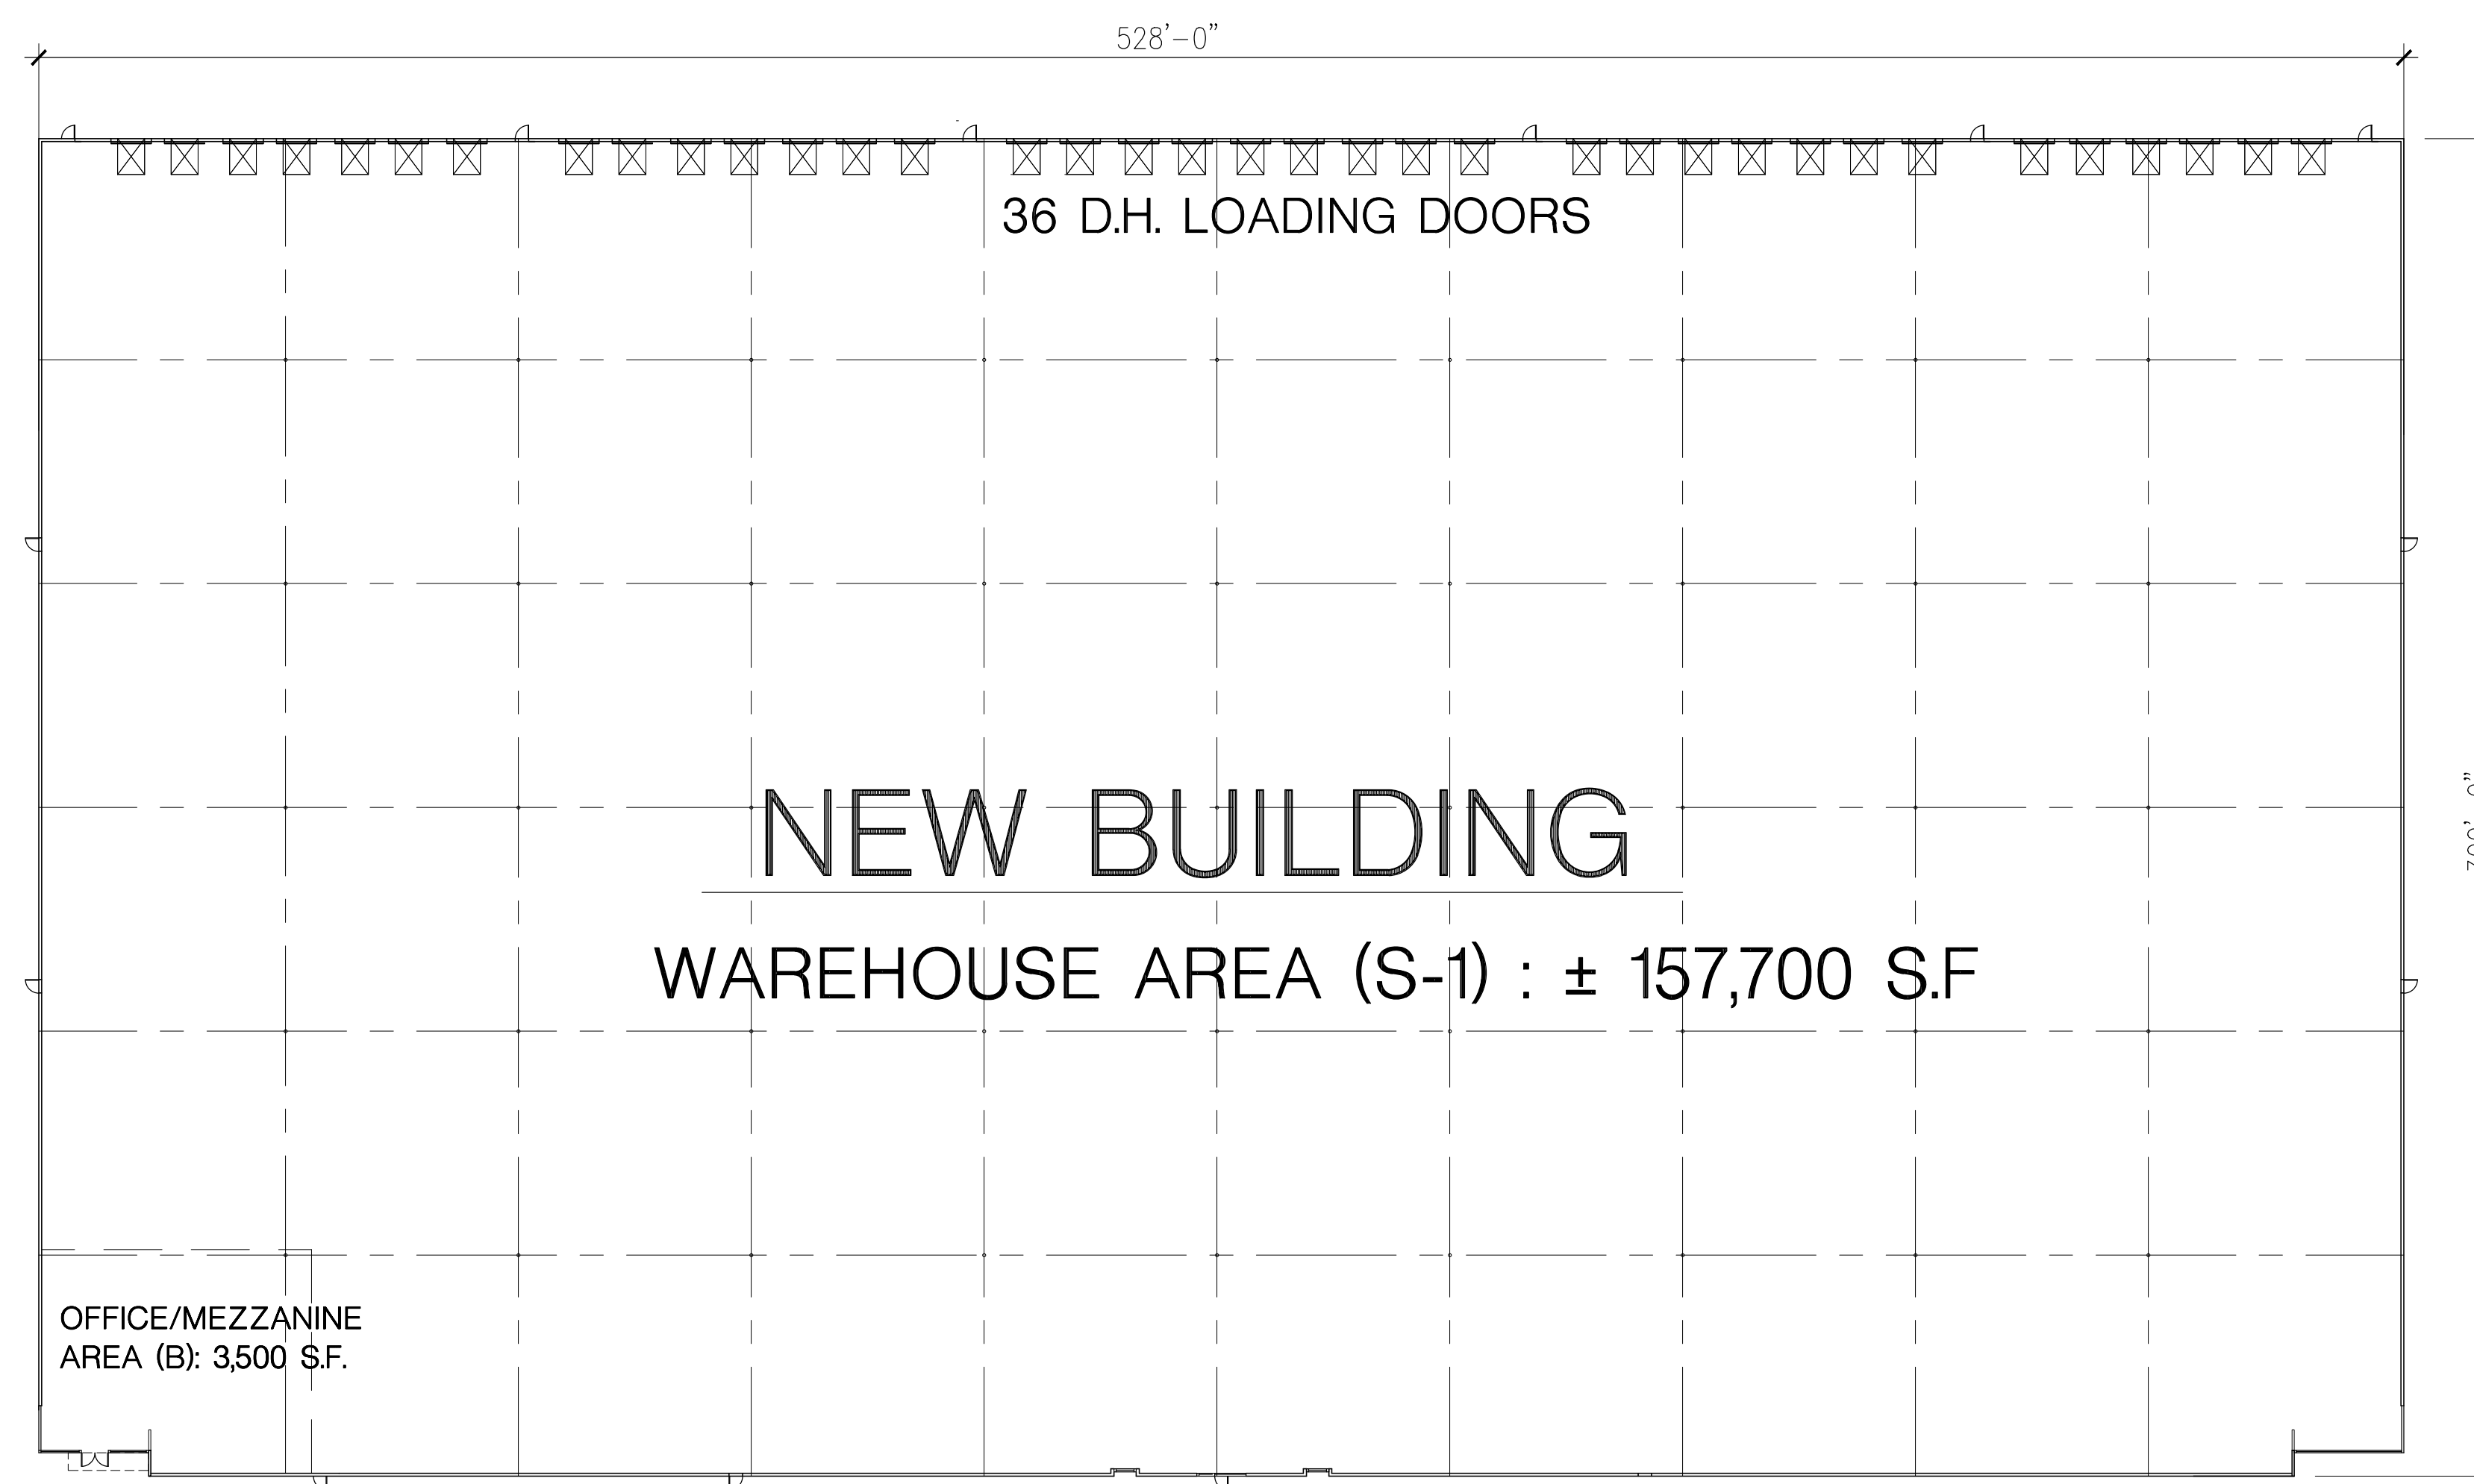 528'-0"
36 D.H. LOADING DOORS
NEW BUILDING
WAREHOUSE AREA (S-1) : ± 157,700 S.F
OFFICE/MEZZANINE
AREA (B): 3,500 S.F.